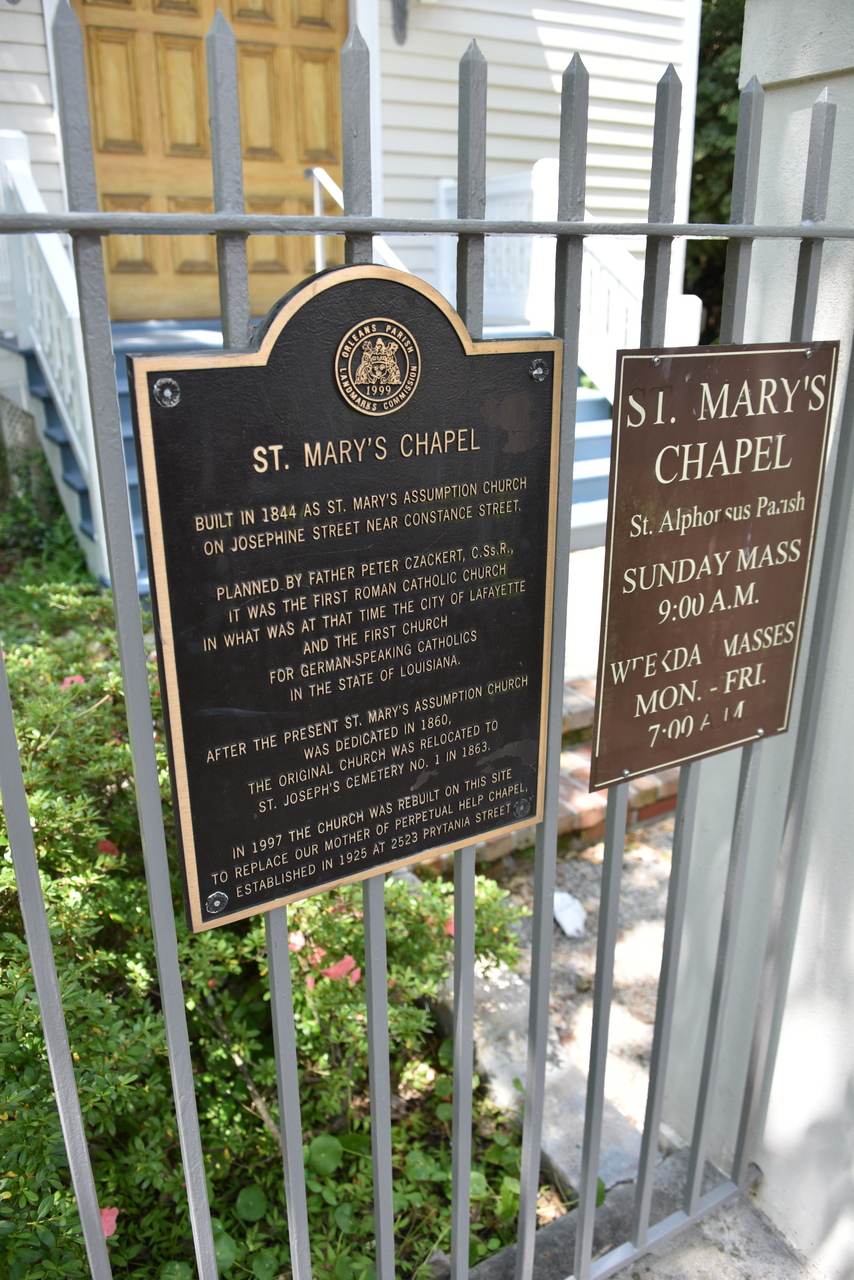 ORLEANS PARISH
LANDMARKS COMMISSION
1999
ST. MARY'S CHAPEL
BUILT IN 1844 AS ST. MARY'S ASSUMPTION CHURCH
ON JOSEPHINE STREET NEAR CONSTANCE STREET.
PLANNED BY FATHER PETER CZACKERT, C.Ss.R.,
IT WAS THE FIRST ROMAN CATHOLIC CHURCH
IN WHAT WAS AT THAT TIME THE CITY OF LAFAYETTE
AND THE FIRST CHURCH
FOR GERMAN-SPEAKING CATHOLICS
IN THE STATE OF LOUISIANA.
AFTER THE PRESENT ST. MARY'S ASSUMPTION CHURCH
WAS DEDICATED IN 1860,
THE ORIGINAL CHURCH WAS RELOCATED TO
ST. JOSEPH'S CEMETERY NO. 1 IN 1863.
IN 1997 THE CHURCH WAS REBUILT ON THIS SITE
TO REPLACE OUR MOTHER OF PERPETUAL HELP CHAPEL,
ESTABLISHED IN 1925 AT 2523 PRYTANIA STREET.
ST. MARY'S
CHAPEL
St. Alphonsus Parish
SUNDAY MASS
9:00 A.M.
WEEKDAY MASSES
MON. - FRI.
7:00 A.M.